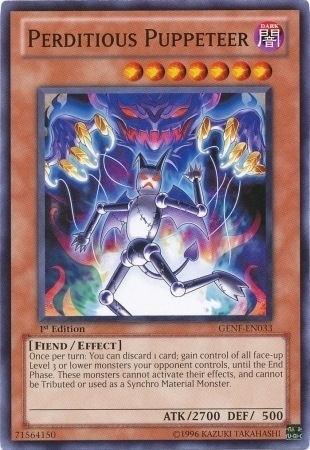 PERDITIOUS PUPPETEER
DARK
闇
1st Edition
GENF-EN033
[FIEND / EFFECT]
Once per turn: You can discard 1 card; gain control of all face-up
Level 3 or lower monsters your opponent controls, until the End
Phase. These monsters cannot activate their effects, and cannot
be Tributed or used as a Synchro Material Monster.
ATK/2700 DEF/ 500
71564150
©1996 KAZUKI TAKAHASHI